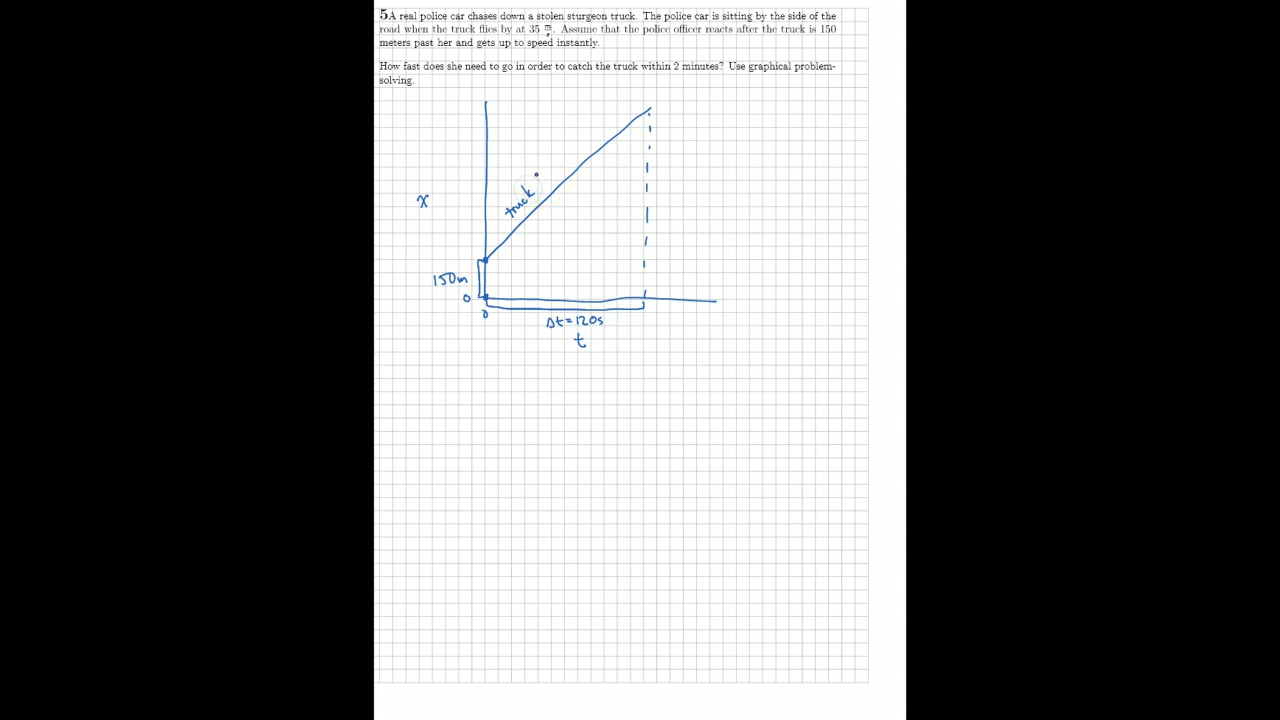 5A real police car chases down a stolen sturgeon truck. The police car is sitting by the side of the
road when the truck flies by at 35 m/s. Assume that the police officer reacts after the truck is 150
meters past her and gets up to speed instantly.
How fast does she need to go in order to catch the truck within 2 minutes? Use graphical problem-
solving.
truck
x
150m
0
0
Δt=120s
t